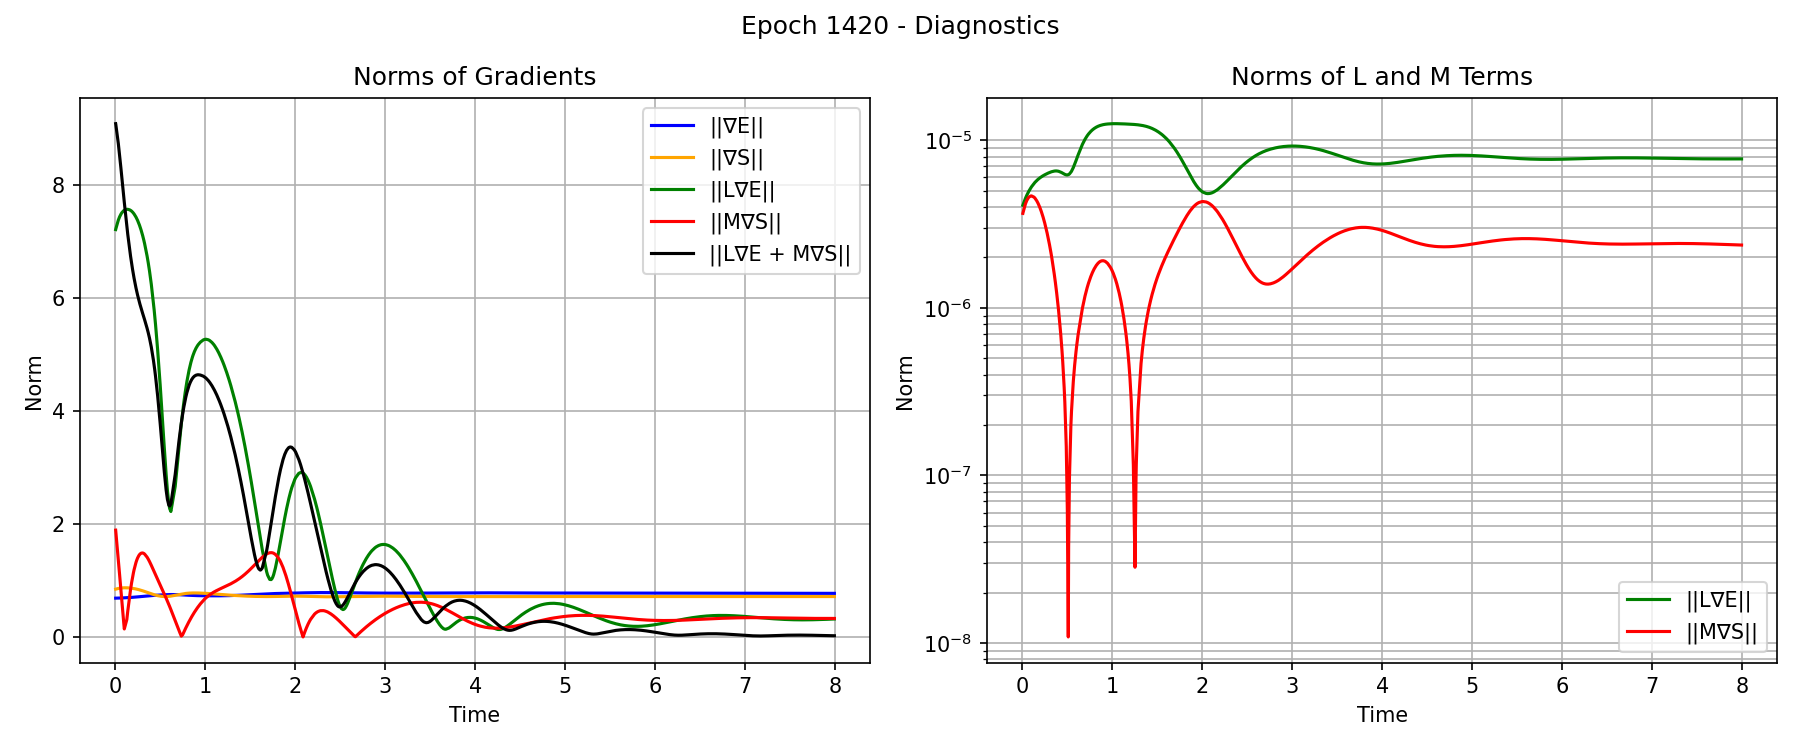 Epoch 1420 - Diagnostics
Norms of Gradients
8
6
4
2
0
Norm
0 1 2 3 4 5 6 7 8
Time
||∇E||
||∇S||
||L∇E||
||M∇S||
||L∇E + M∇S||
Norms of L and M Terms
10⁻⁵
10⁻⁶
10⁻⁷
10⁻⁸
Norm
0 1 2 3 4 5 6 7 8
Time
||L∇E||
||M∇S||